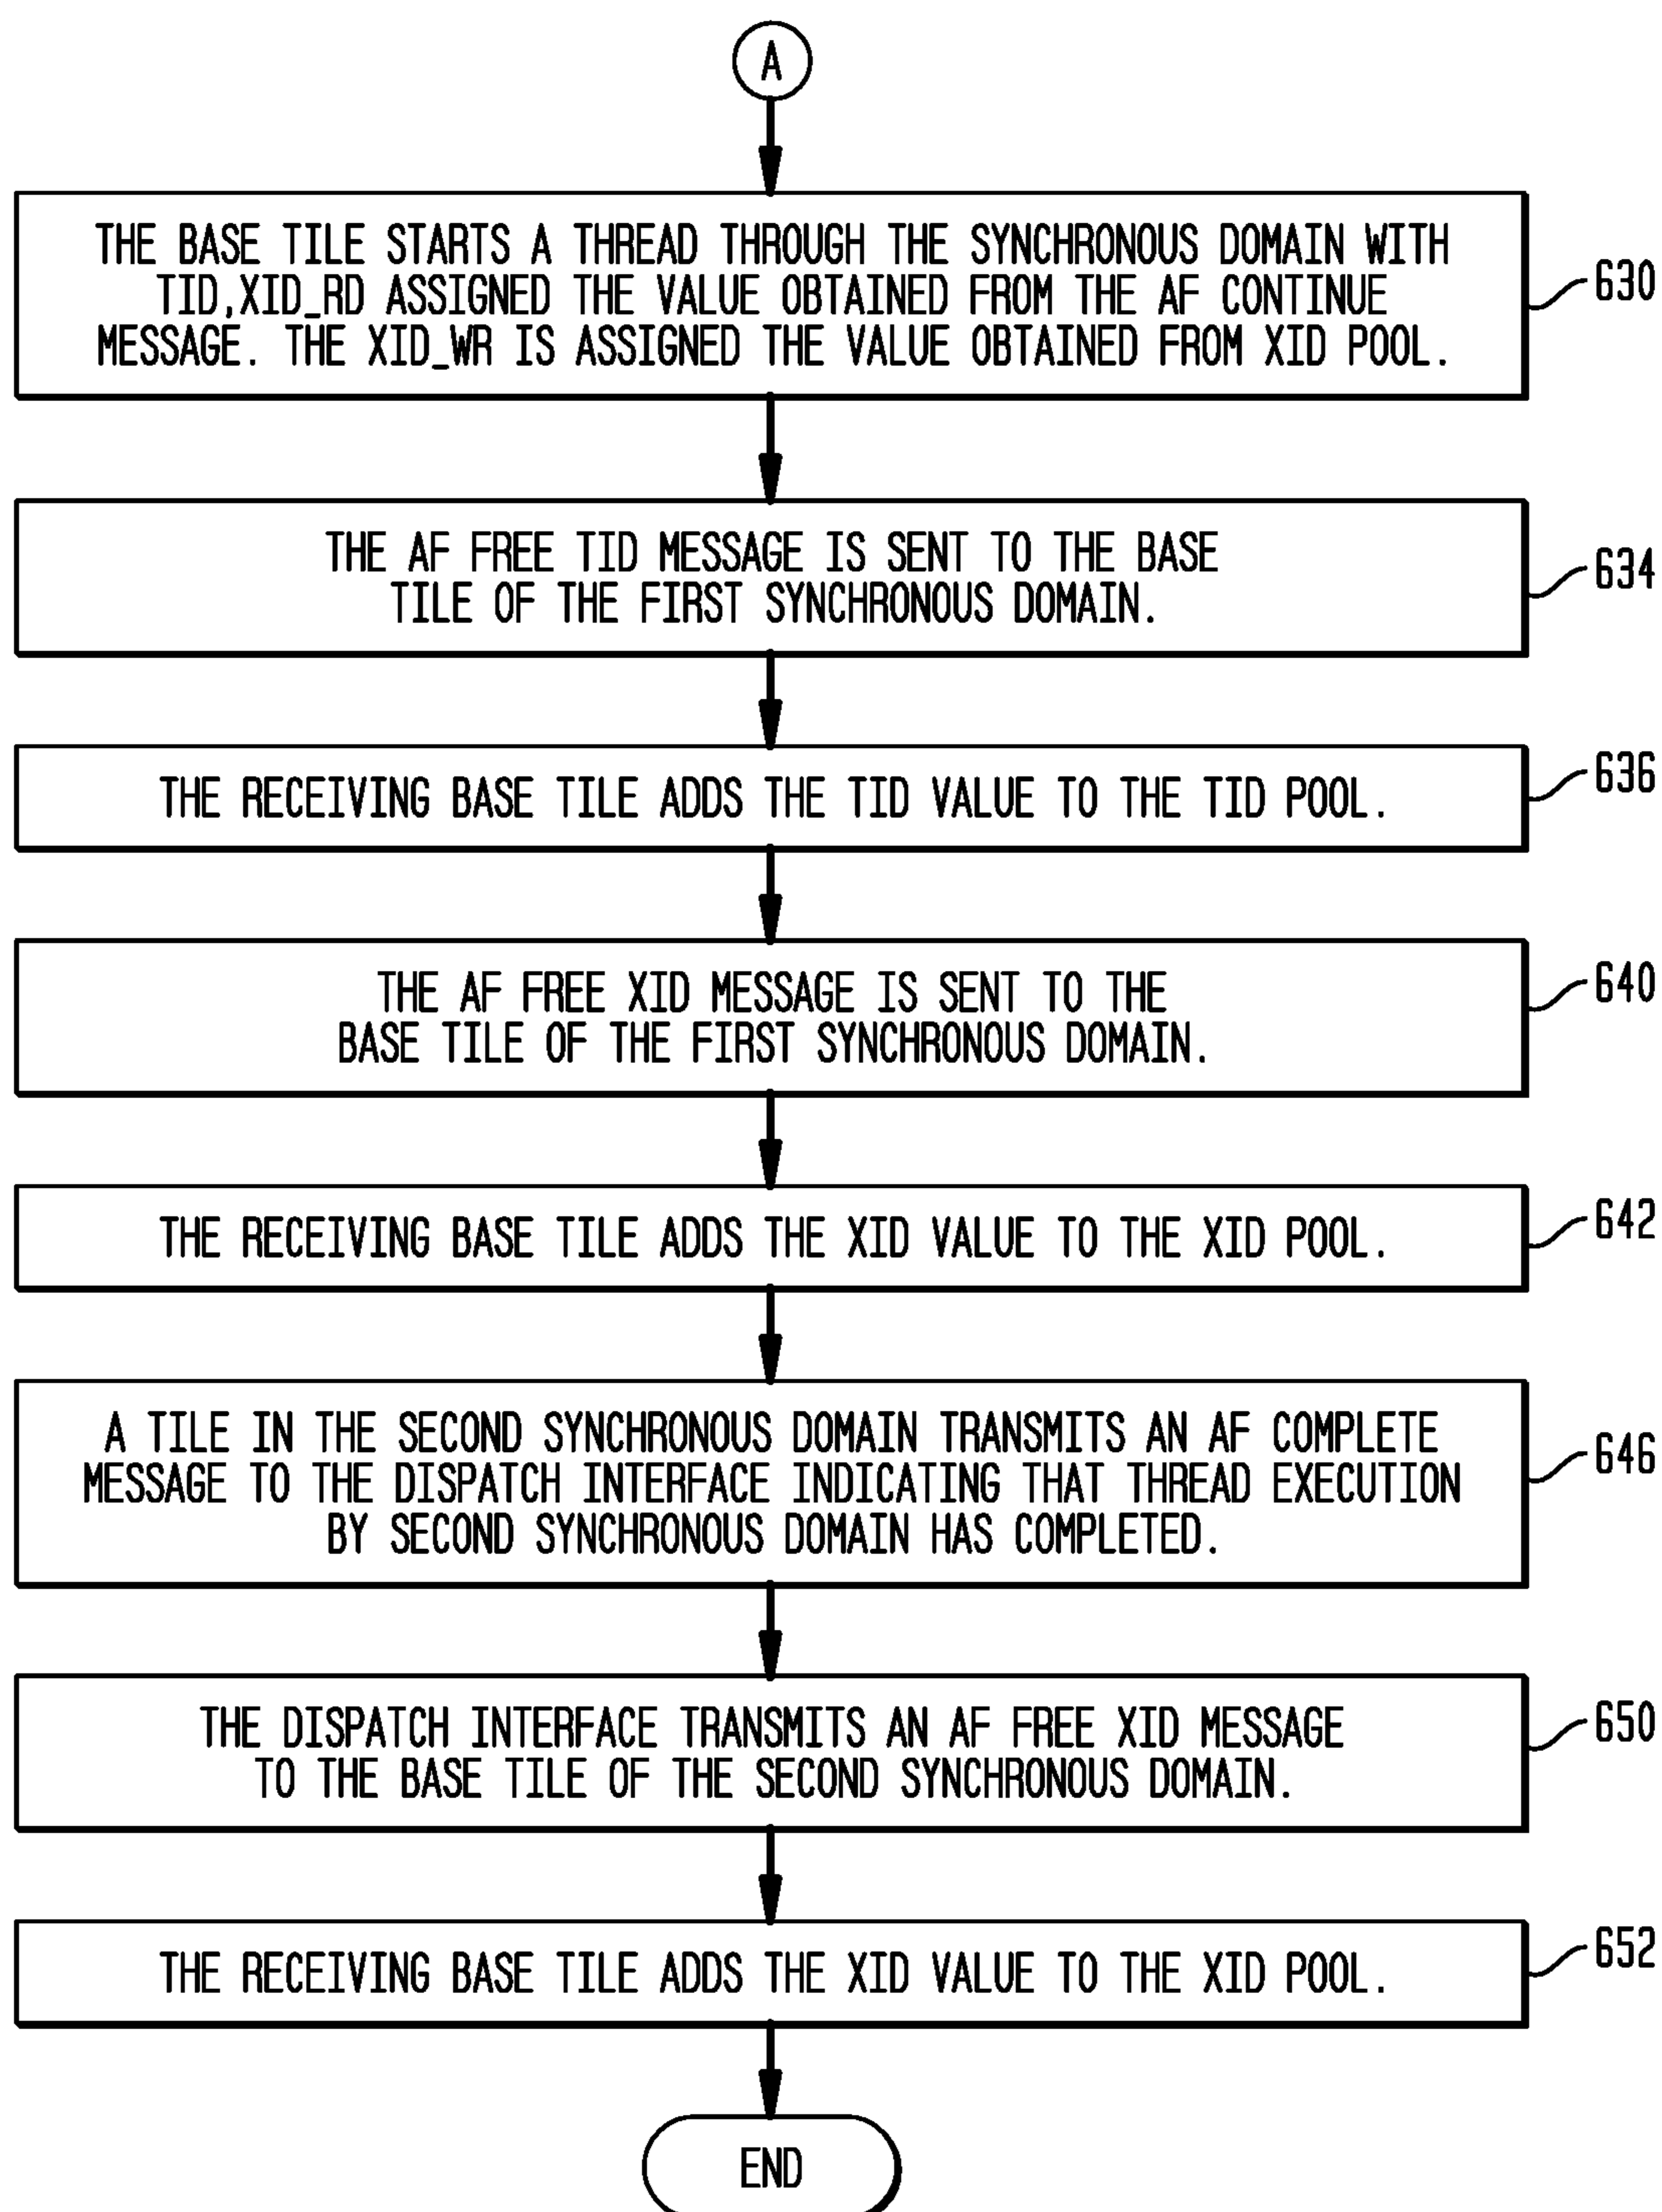 A
THE BASE TILE STARTS A THREAD THROUGH THE SYNCHRONOUS DOMAIN WITH
TID,XID_RD ASSIGNED THE VALUE OBTAINED FROM THE AF CONTINUE
MESSAGE. THE XID_WR IS ASSIGNED THE VALUE OBTAINED FROM XID POOL.
630
THE AF FREE TID MESSAGE IS SENT TO THE BASE
TILE OF THE FIRST SYNCHRONOUS DOMAIN.
634
THE RECEIVING BASE TILE ADDS THE TID VALUE TO THE TID POOL.
636
THE AF FREE XID MESSAGE IS SENT TO THE
BASE TILE OF THE FIRST SYNCHRONOUS DOMAIN.
640
THE RECEIVING BASE TILE ADDS THE XID VALUE TO THE XID POOL.
642
A TILE IN THE SECOND SYNCHRONOUS DOMAIN TRANSMITS AN AF COMPLETE
MESSAGE TO THE DISPATCH INTERFACE INDICATING THAT THREAD EXECUTION
BY SECOND SYNCHRONOUS DOMAIN HAS COMPLETED.
646
THE DISPATCH INTERFACE TRANSMITS AN AF FREE XID MESSAGE
TO THE BASE TILE OF THE SECOND SYNCHRONOUS DOMAIN.
650
THE RECEIVING BASE TILE ADDS THE XID VALUE TO THE XID POOL.
652
END